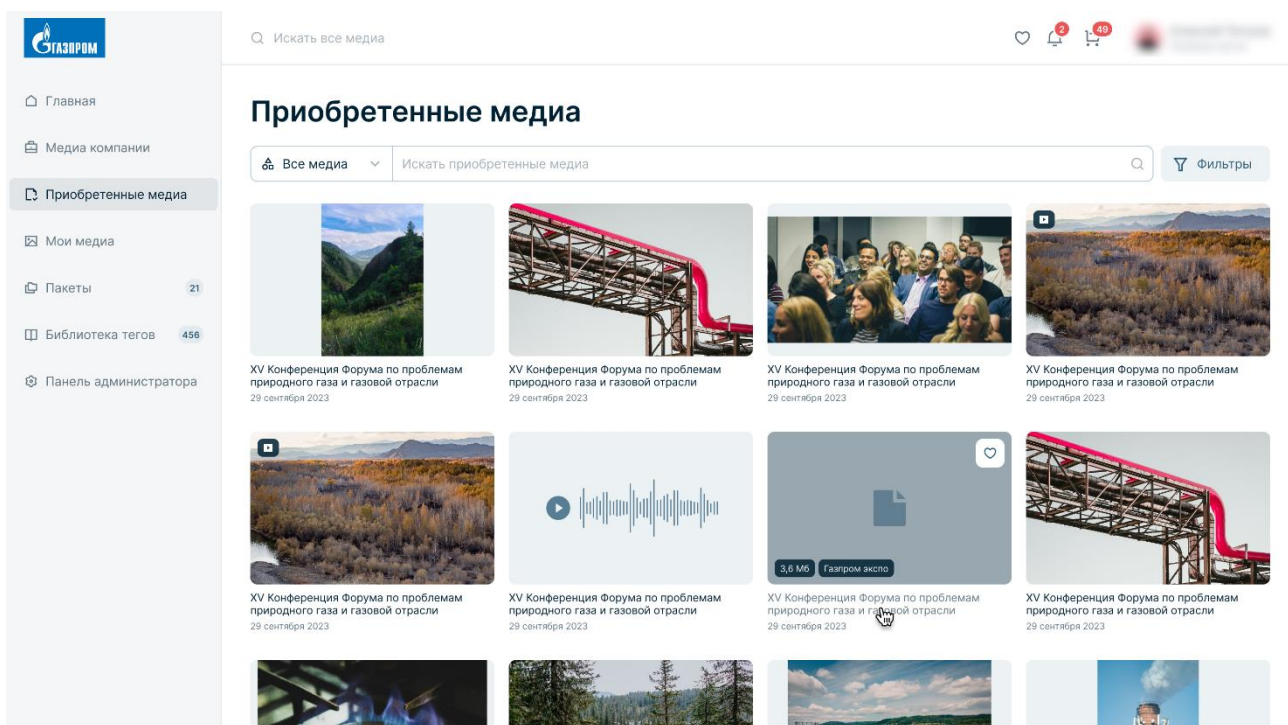 ГАЗПРОМ
Искать все медиа
2
49
Главная
Медиа компании
Приобретенные медиа
Мои медиа
Пакеты 21
Библиотека тегов 456
Панель администратора
Приобретенные медиа
Все медиа
Искать приобретенные медиа
Фильтры
XV Конференция Форума по проблемам
природного газа и газовой отрасли
29 сентября 2023
XV Конференция Форума по проблемам
природного газа и газовой отрасли
29 сентября 2023
XV Конференция Форума по проблемам
природного газа и газовой отрасли
29 сентября 2023
XV Конференция Форума по проблемам
природного газа и газовой отрасли
29 сентября 2023
XV Конференция Форума по проблемам
природного газа и газовой отрасли
29 сентября 2023
XV Конференция Форума по проблемам
природного газа и газовой отрасли
29 сентября 2023
3,6 Мб Газпром экспо
XV Конференция Форума по проблемам
природного газа и газовой отрасли
29 сентября 2023
XV Конференция Форума по проблемам
природного газа и газовой отрасли
29 сентября 2023